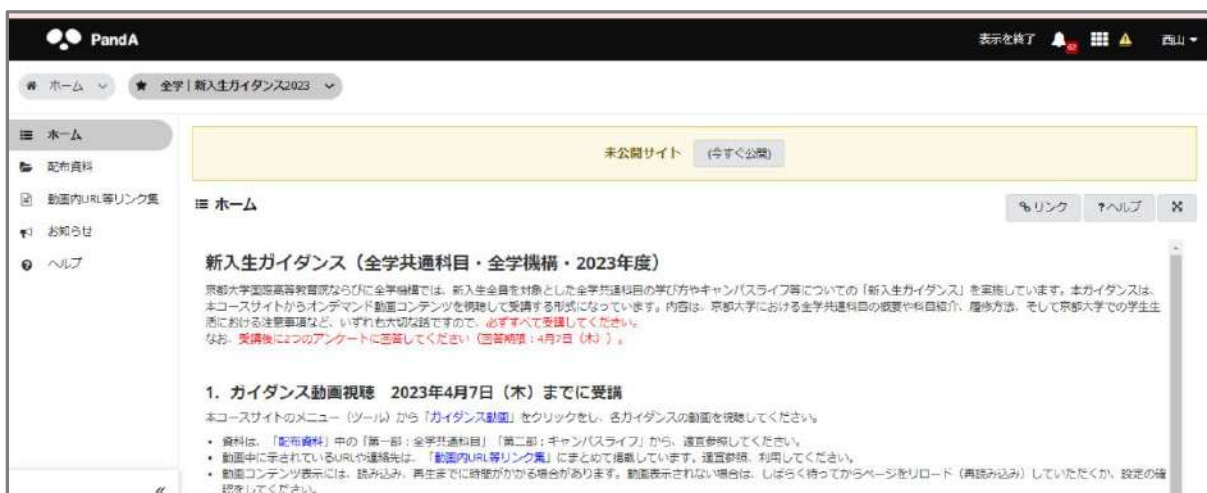 PandA
表示を終了
62
西山
ホーム
全学 | 新入生ガイダンス2023
ホーム
配布資料
動画内URL等リンク集
お知らせ
ヘルプ
未公開サイト (今すぐ公開)
ホーム
リンク
?ヘルプ
新入生ガイダンス（全学共通科目・全学機構・2023年度）
京都大学国際高等教育院ならびに全学機構では、新入生全員を対象とした全学共通科目の学び方やキャンパスライフ等についての「新入生ガイダンス」を実施しています。本ガイダンスは、
本コースサイトからオンデマンド動画コンテンツを視聴して受講する形式になっています。内容は、京都大学における全学共通科目の概要や科目紹介、履修方法、そして京都大学での学生生
活における注意事項など、いずれも大切な話ですので、必ずすべて受講してください。
なお、受講後に2つのアンケートに回答してください（回答期限：4月7日（木））。
1. ガイダンス動画視聴 2023年4月7日（木）までに受講
本コースサイトのメニュー（ツール）から「ガイダンス動画」をクリックをし、各ガイダンスの動画を視聴してください。
• 資料は、「配布資料」中の「第一部：全学共通科目」「第二部：キャンパスライフ」から、適宜参照してください。
• 動画中に示されているURLや連絡先は、「動画内URL等リンク集」にまとめて掲載しています。適宜参照、利用してください。
• 動画コンテンツ表示には、読み込み、再生までに時間がかかる場合があります。動画表示されない場合は、しばらく待ってからページをリロード（再読み込み）していただくか、設定の確
認をしてください。